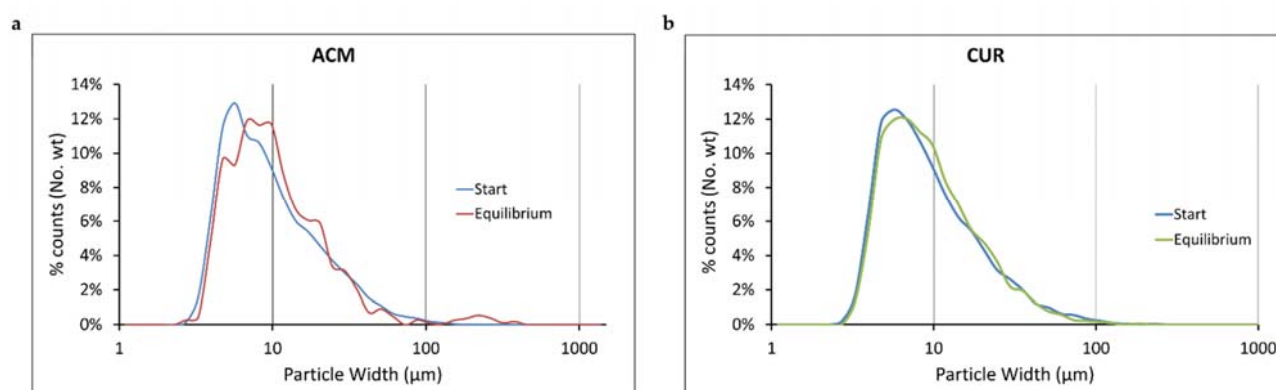 a
ACM
14%
12%
10%
8%
6%
4%
2%
0%
% counts (No. wt)
Start
Equilibrium
1
10
100
1000
Particle Width (µm)
b
CUR
14%
12%
10%
8%
6%
4%
2%
0%
% counts (No. wt)
Start
Equilibrium
1
10
100
1000
Particle Width (µm)